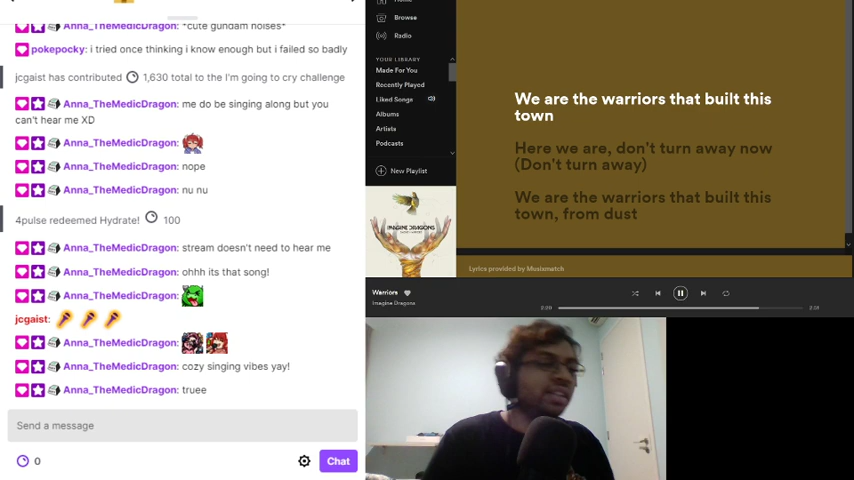 Anna_TheMedicDragon: *cute gundam noises*
pokepocky: i tried once thinking i know enough but i failed so badly
jcgaist has contributed 1,630 total to the I'm going to cry challenge
Anna_TheMedicDragon: me do be singing along but you
can't hear me XD
Anna_TheMedicDragon:
Anna_TheMedicDragon: nope
Anna_TheMedicDragon: nu nu
4pulse redeemed Hydrate! 100
Anna_TheMedicDragon: stream doesn't need to hear me
Anna_TheMedicDragon: ohhh its that song!
Anna_TheMedicDragon:
jcgaist:
Anna_TheMedicDragon:
Anna_TheMedicDragon: cozy singing vibes yay!
Anna_TheMedicDragon: truee
Send a message
0
Chat
Browse
Radio
YOUR LIBRARY
Made For You
Recently Played
Liked Songs
Albums
Artists
Podcasts
New Playlist
IMAGINE DRAGONS
We are the warriors that built this
town
Here we are, don't turn away now
(Don't turn away)
We are the warriors that built this
town, from dust
Lyrics provided by Musixmatch
Warriors
Imagine Dragons